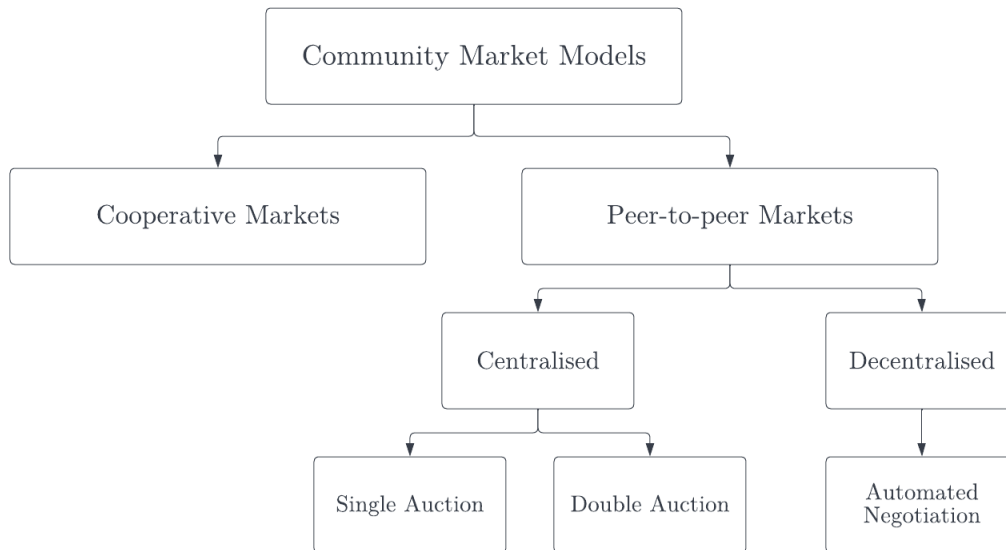 Community Market Models
Cooperative Markets
Peer-to-peer Markets
Centralised
Decentralised
Single Auction
Double Auction
Automated
Negotiation